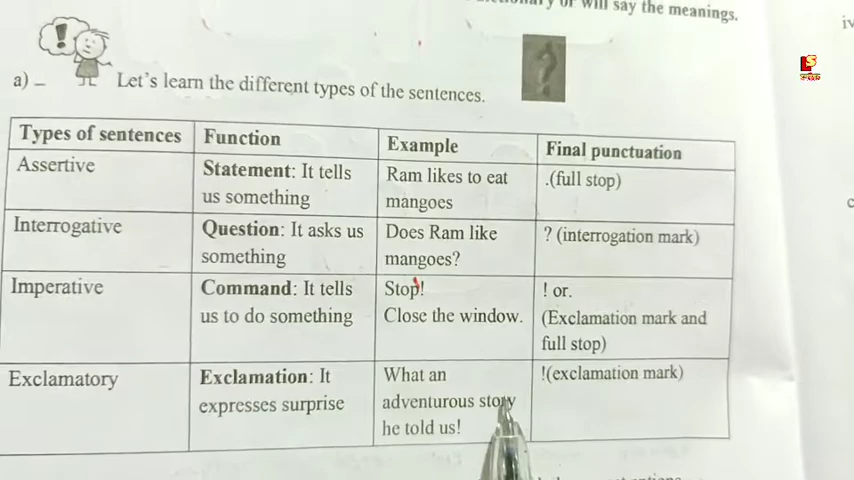 or will say the meanings.
iv
a) – Let's learn the different types of the sentences.
Types of sentences Function Example Final punctuation
Assertive Statement: It tells us something Ram likes to eat mangoes .(full stop)
Interrogative Question: It asks us something Does Ram like mangoes? ? (interrogation mark)
Imperative Command: It tells us to do something Stop! Close the window. ! or. (Exclamation mark and full stop)
Exclamatory Exclamation: It expresses surprise What an adventurous story he told us! !(exclamation mark)